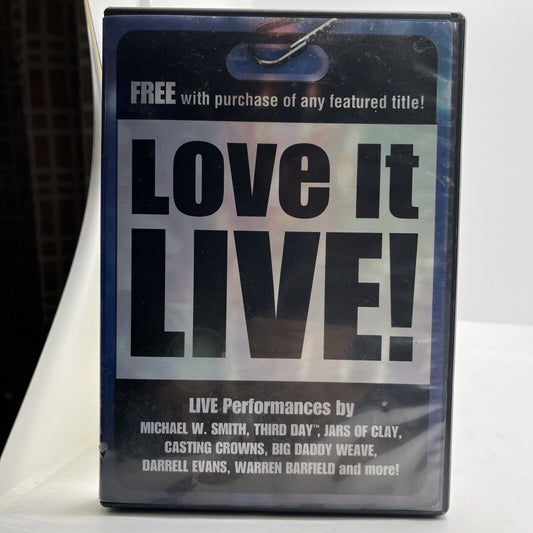 FREE with purchase of any featured title!
Love It
LIVE!
LIVE Performances by
MICHAEL W. SMITH, THIRD DAY™, JARS OF CLAY,
CASTING CROWNS, BIG DADDY WEAVE,
DARRELL EVANS, WARREN BARFIELD and more!